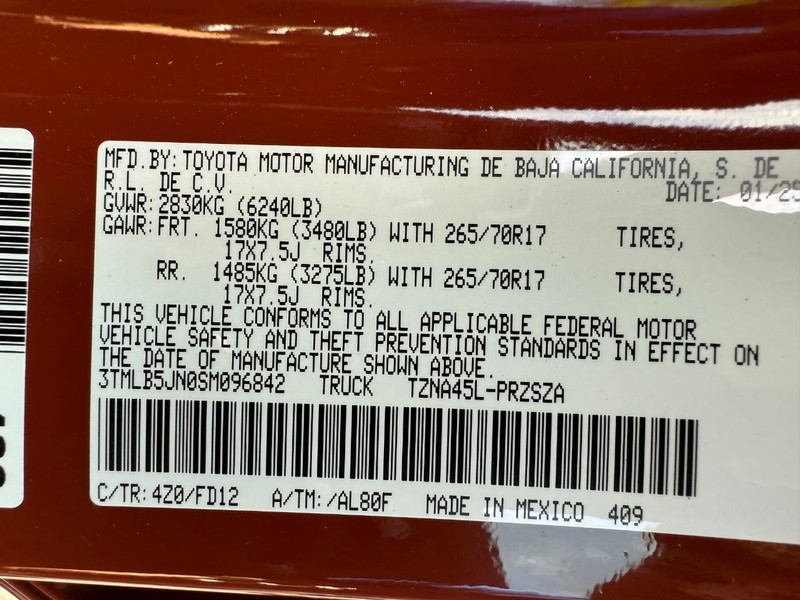 MFD.BY: TOYOTA MOTOR MANUFACTURING DE BAJA CALIFORNIA, S. DE
R.L. DE C.V. DATE: 01/25
GVWR: 2830KG (6240LB)
GAWR: FRT. 1580KG (3480LB) WITH 265/70R17 TIRES,
17X7.5J RIMS.
RR. 1485KG (3275LB) WITH 265/70R17 TIRES,
17X7.5J RIMS.
THIS VEHICLE CONFORMS TO ALL APPLICABLE FEDERAL MOTOR
VEHICLE SAFETY AND THEFT PREVENTION STANDARDS IN EFFECT ON
THE DATE OF MANUFACTURE SHOWN ABOVE.
3TMLB5JN0SM096842 TRUCK TZNA45L-PRZSZA
C/TR: 4Z0/FD12 A/TM: /AL80F MADE IN MEXICO 409